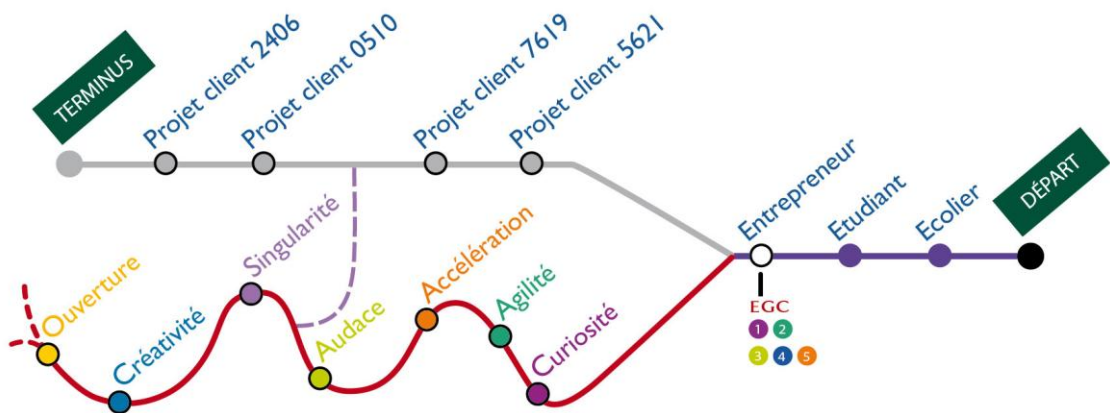 TERMINUS
Projet client 2406
Projet client 0510
Projet client 7619
Projet client 5621
Entrepreneur
Etudiant
Ecolier
DÉPART
Ouverture
Créativité
Singularité
Audace
Accélération
Agilité
Curiosité
EGC
1 2
3 4 5